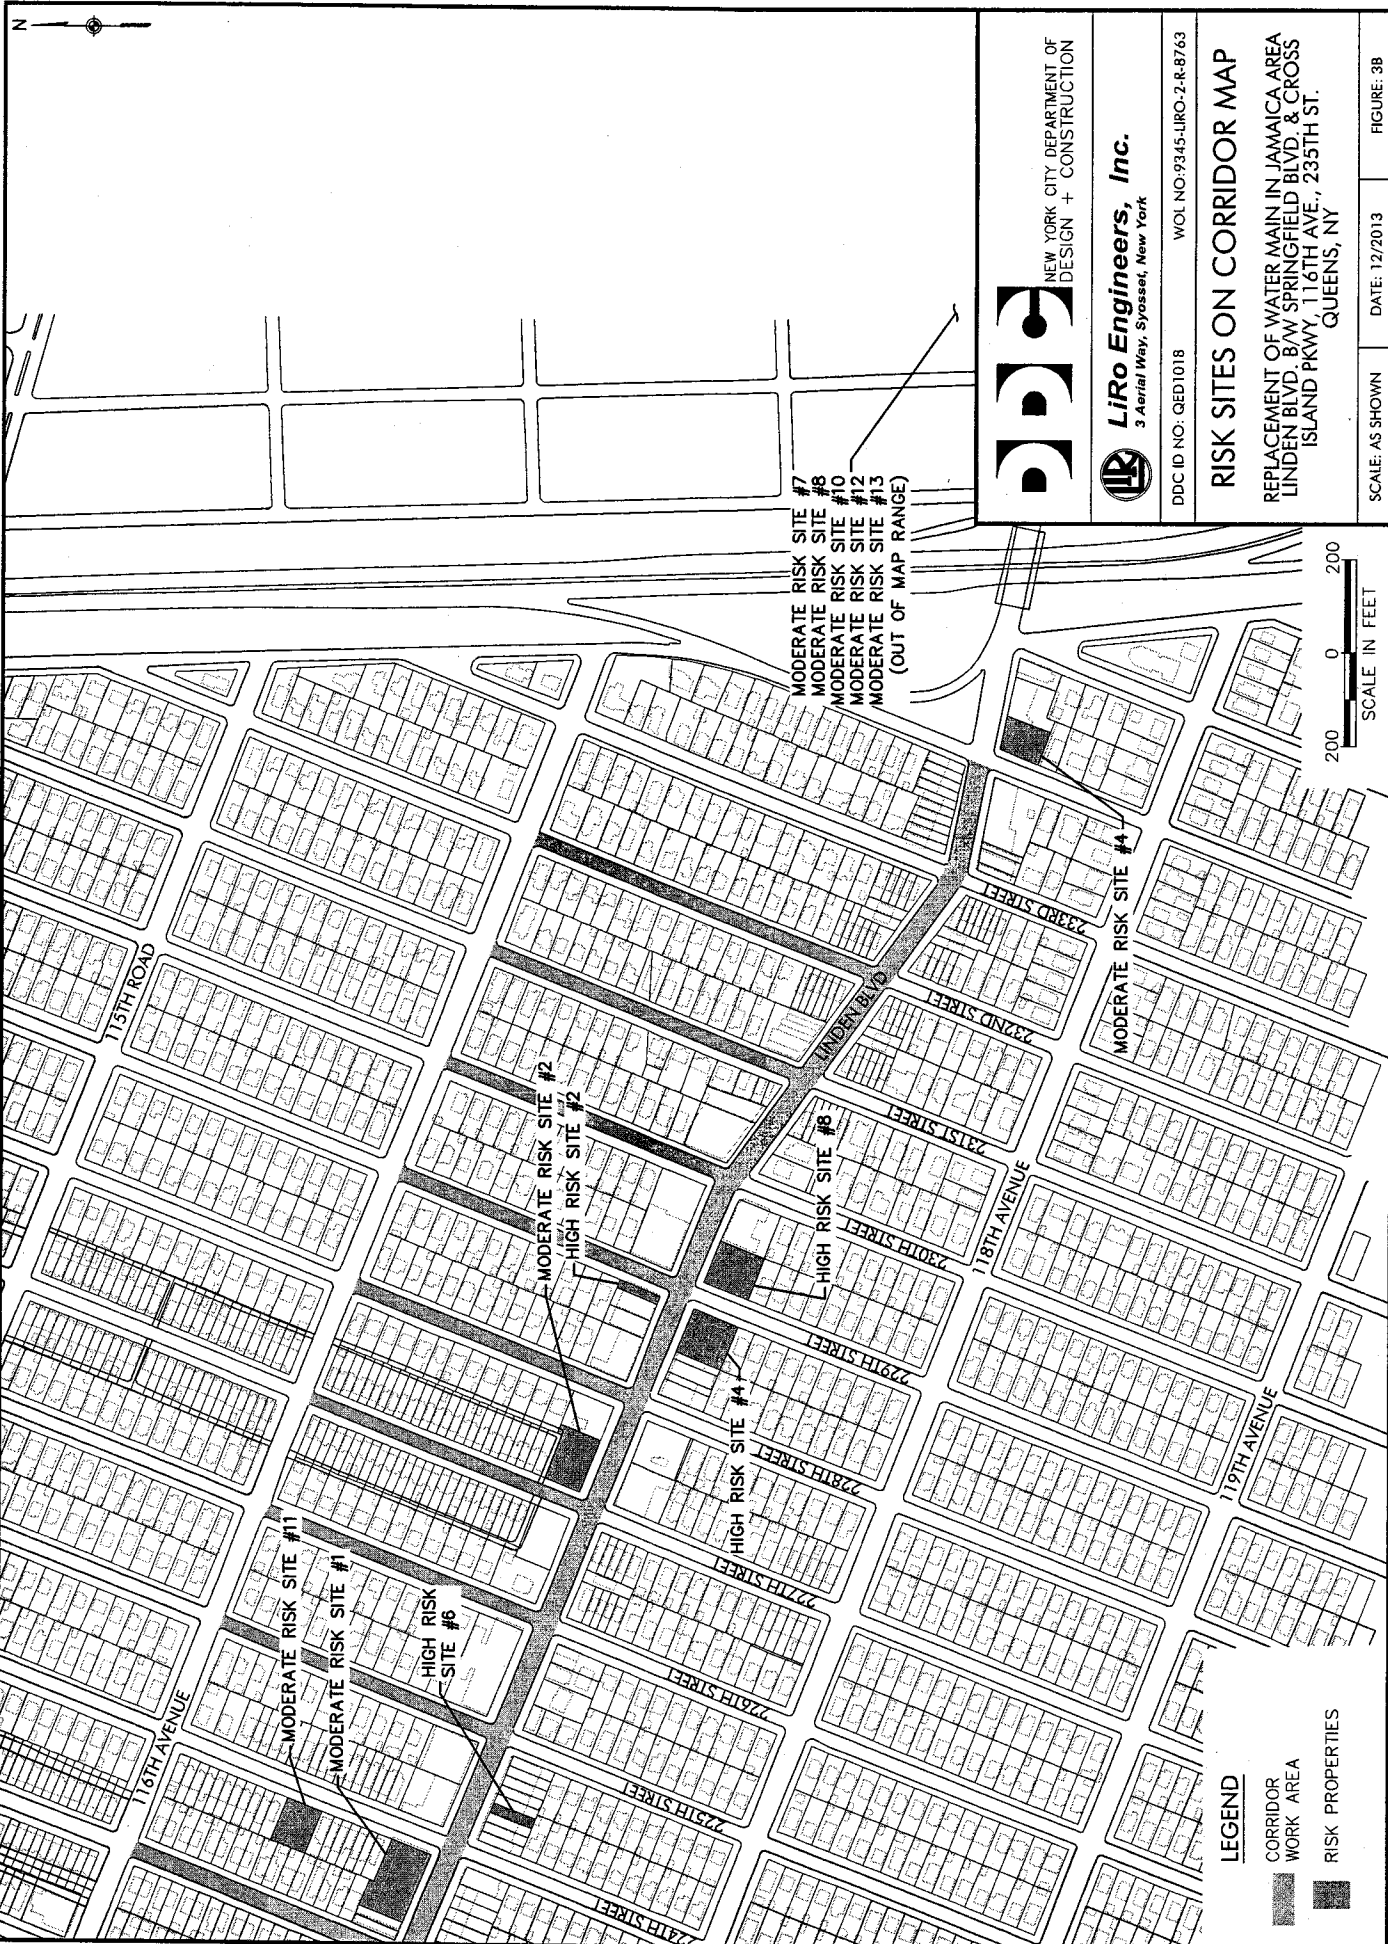 N
115TH ROAD
116TH AVENUE
MODERATE RISK SITE #11
MODERATE RISK SITE #1
HIGH RISK
SITE #6
MODERATE RISK SITE #2
HIGH RISK SITE #2
HIGH RISK SITE #4
HIGH RISK SITE #8
MODERATE RISK SITE #7
MODERATE RISK SITE #8
MODERATE RISK SITE #10
MODERATE RISK SITE #12
MODERATE RISK SITE #13
(OUT OF MAP RANGE)
MODERATE RISK SITE #4
LINDEN BLVD
224TH STREET
225TH STREET
226TH STREET
227TH STREET
228TH STREET
229TH STREET
230TH STREET
231ST STREET
232ND STREET
233RD STREET
118TH AVENUE
119TH AVENUE
LEGEND
CORRIDOR
WORK AREA
RISK PROPERTIES
200 0 200
SCALE IN FEET
DDC
NEW YORK CITY DEPARTMENT OF
DESIGN + CONSTRUCTION
LiRo Engineers, Inc.
3 Aerial Way, Syosset, New York
DDC ID NO: QED1018 WOL NO:9345-LIRO-2-R-8763
RISK SITES ON CORRIDOR MAP
REPLACEMENT OF WATER MAIN IN JAMAICA AREA
LINDEN BLVD. B/W SPRINGFIELD BLVD. & CROSS
ISLAND PKWY, 116TH AVE., 235TH ST.
QUEENS, NY
SCALE: AS SHOWN DATE: 12/2013 FIGURE: 3B